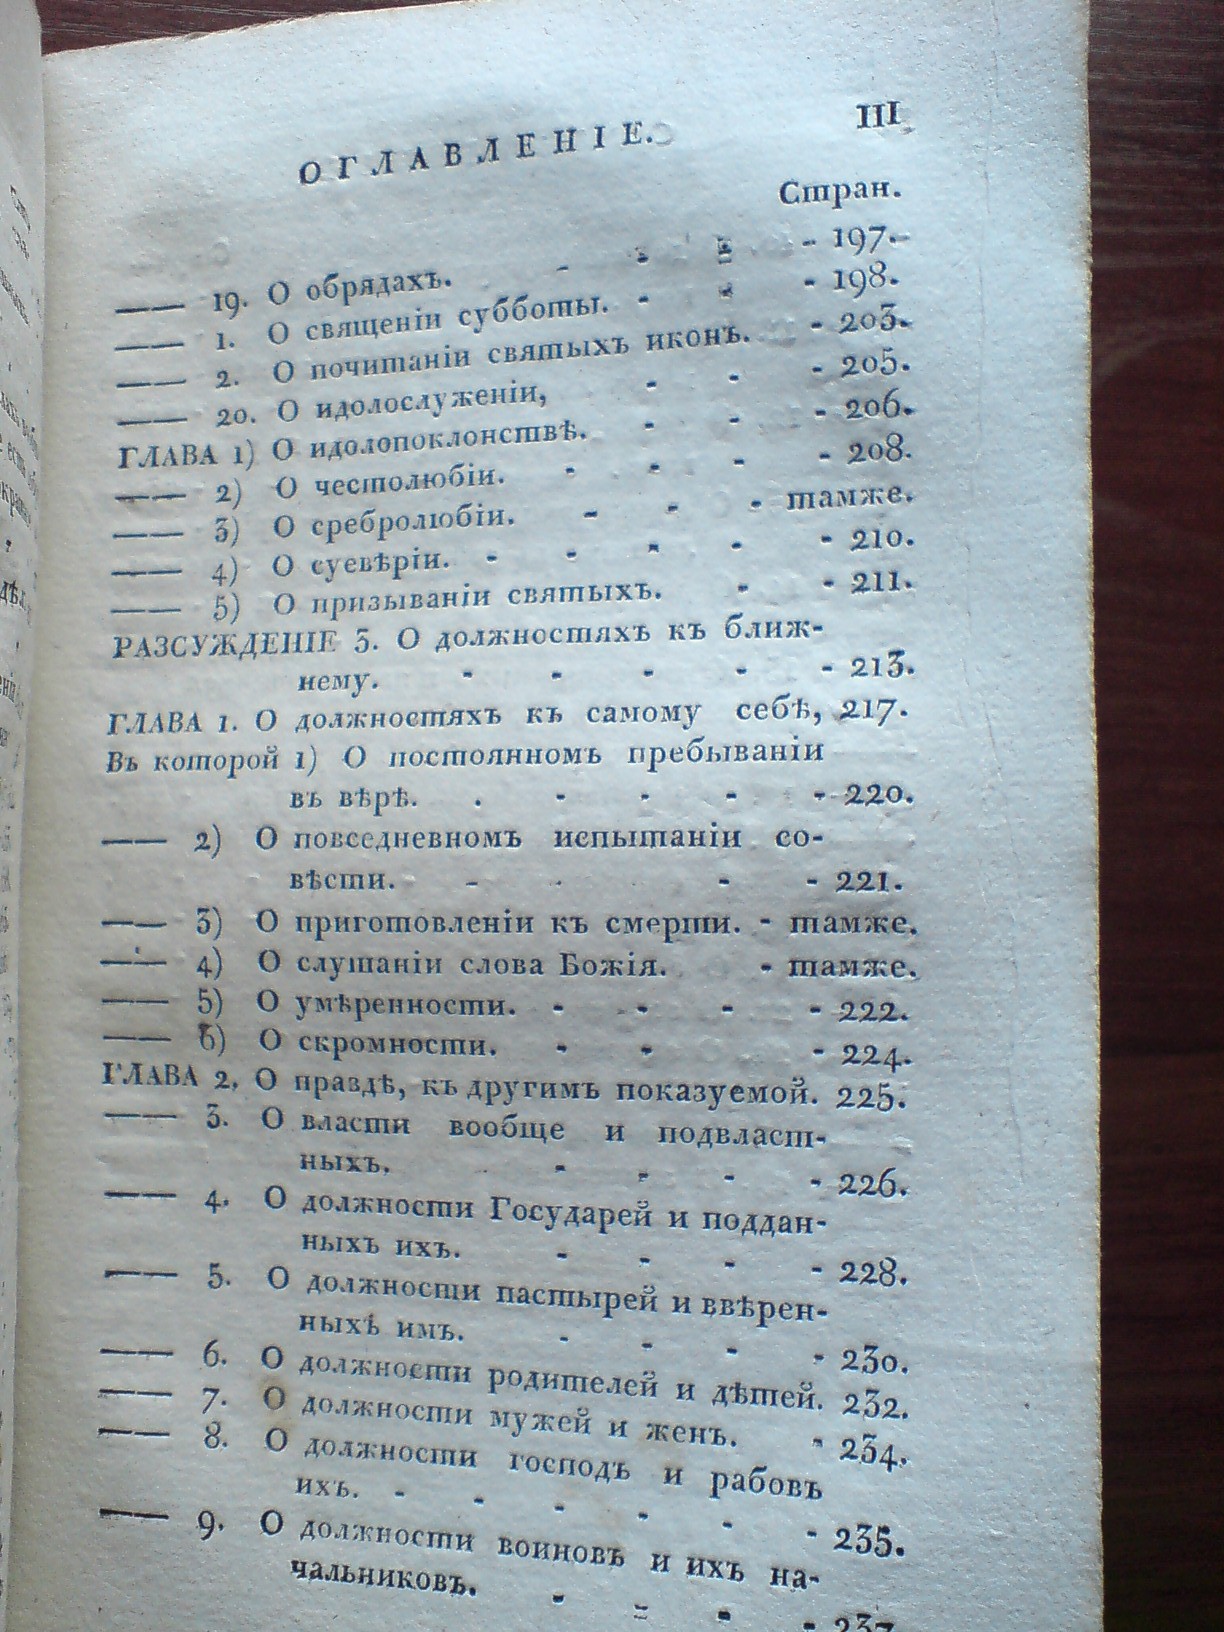 III
ОГЛАВЛЕНІЕ.
Стран.
—— 19. О обрядахъ. - - - - 197.
—— 1. О священіи субботы. - - - 198.
—— 2. О почитаніи святыхъ иконъ. - 203.
—— 20. О идолослуженіи, - - - 205.
ГЛАВА 1) О идолопоклонствѣ. - - - 206.
—— 2) О честолюбіи. - - - - 208.
—— 3) О сребролюбіи. - - - тамже.
—— 4) О суевѣріи. - - - - - 210.
—— 5) О призываніи святыхъ. - - 211.
РАЗСУЖДЕНІЕ 3. О должностяхъ къ ближ-
нему. - - - - - 213.
ГЛАВА 1. О должностяхъ къ самому себѣ, 217.
Въ которой 1) О постоянномъ пребываніи
въ вѣрѣ. . - - - - 220.
—— 2) О повседневномъ испытаніи со-
вѣсти. - - - - 221.
—— 3) О приготовленіи къ смерти. - тамже.
—— 4) О слушаніи слова Божія. - тамже.
—— 5) О умѣренности. - - - - 222.
—— 6) О скромности. - - - 224.
ГЛАВА 2. О правдѣ, къ другимъ показуемой. 225.
—— 3. О власти вообще и подвласт-
ныхъ. - - - - 226.
—— 4. О должности Государей и поддан-
ныхъ ихъ. - - - - 228.
—— 5. О должности пастырей и ввѣрен-
ныхѣ имъ. - - - - 230.
—— 6. О должности родителей и дѣтей. 232.
—— 7. О должности мужей и женъ. - 234.
—— 8. О должности господъ и рабовъ
ихъ. - - - - - - 235.
—— 9. О должности воиновъ и ихъ на-
чальниковъ. - - - - 237.